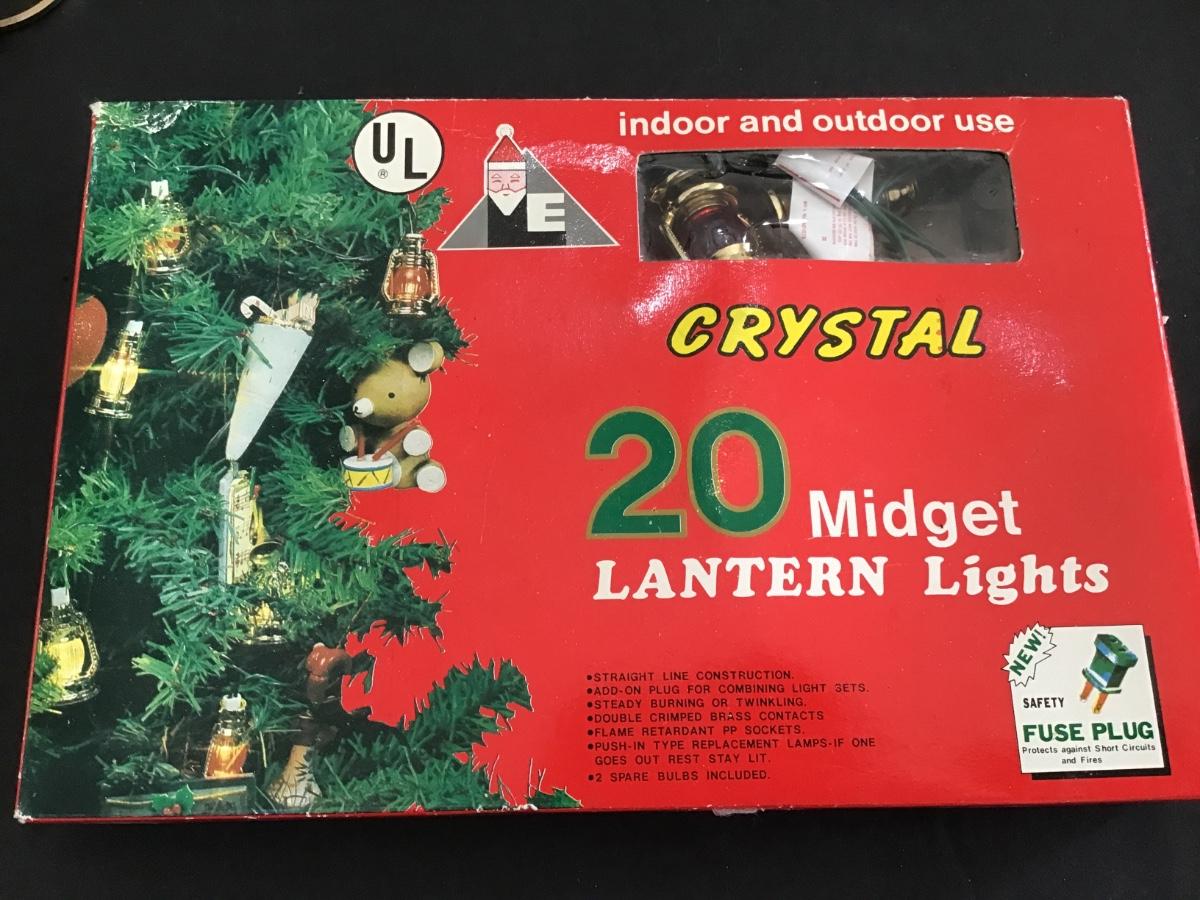 UL
®
E
indoor and outdoor use
CRYSTAL
20 Midget
LANTERN Lights
•STRAIGHT LINE CONSTRUCTION.
•ADD-ON PLUG FOR COMBINING LIGHT SETS.
•STEADY BURNING OR TWINKLING.
•DOUBLE CRIMPED BRASS CONTACTS
•FLAME RETARDANT PP SOCKETS.
•PUSH-IN TYPE REPLACEMENT LAMPS-IF ONE
GOES OUT REST STAY LIT.
•2 SPARE BULBS INCLUDED.
NEW!
SAFETY
FUSE PLUG
Protects against Short Circuits
and Fires